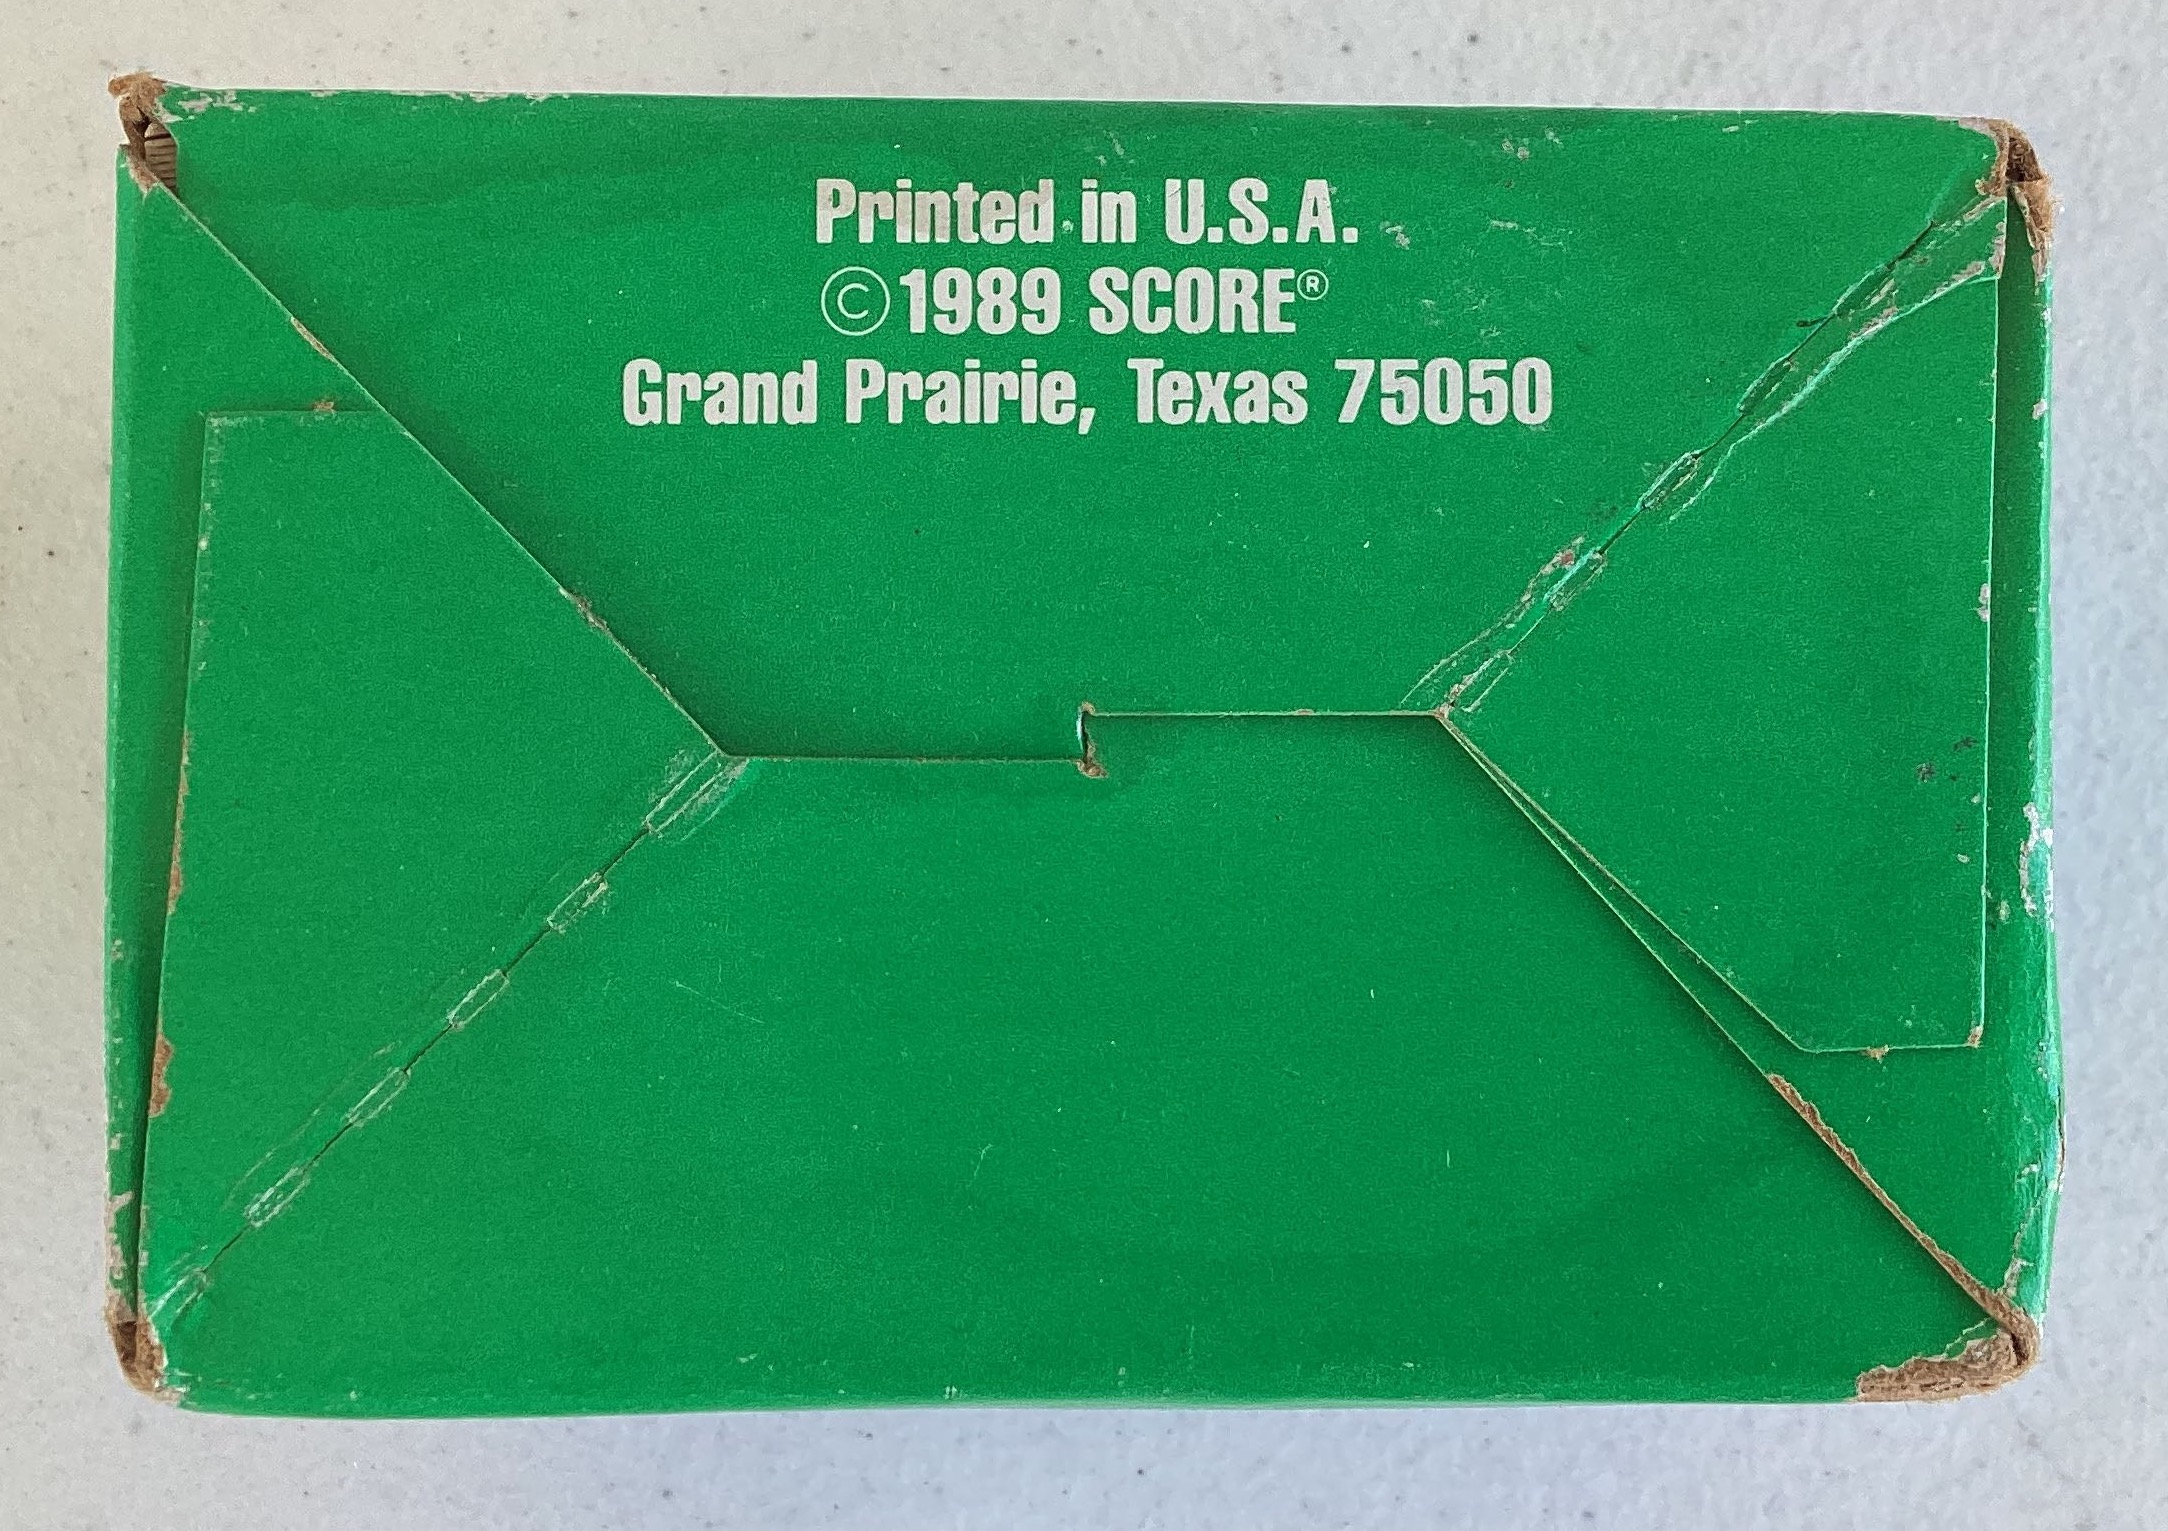 Printed in U.S.A.
©1989 SCORE®
Grand Prairie, Texas 75050